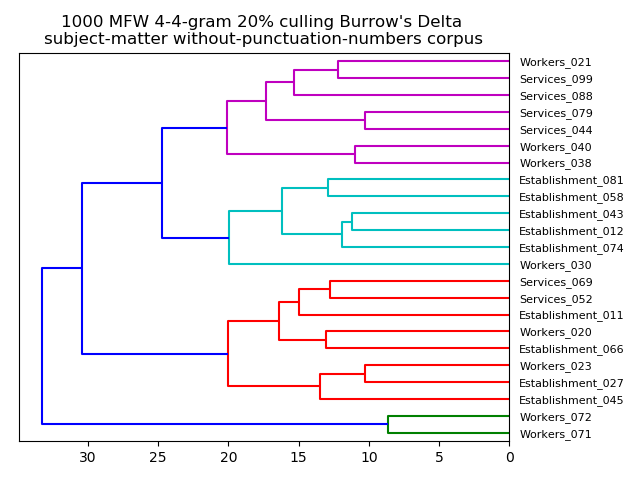 1000 MFW 4-4-gram 20% culling Burrow's Delta
subject-matter without-punctuation-numbers corpus
Workers_021
Services_099
Services_088
Services_079
Services_044
Workers_040
Workers_038
Establishment_081
Establishment_058
Establishment_043
Establishment_012
Establishment_074
Workers_030
Services_069
Services_052
Establishment_011
Workers_020
Establishment_066
Workers_023
Establishment_027
Establishment_045
Workers_072
Workers_071
30 25 20 15 10 5 0